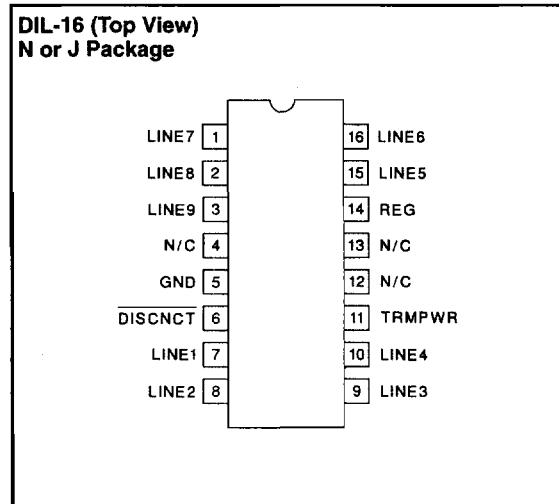 DIL-16 (Top View)
N or J Package
LINE7 1 16 LINE6
LINE8 2 15 LINE5
LINE9 3 14 REG
N/C 4 13 N/C
GND 5 12 N/C
DISCNCT 6 11 TRMPWR
LINE1 7 10 LINE4
LINE2 8 9 LINE3